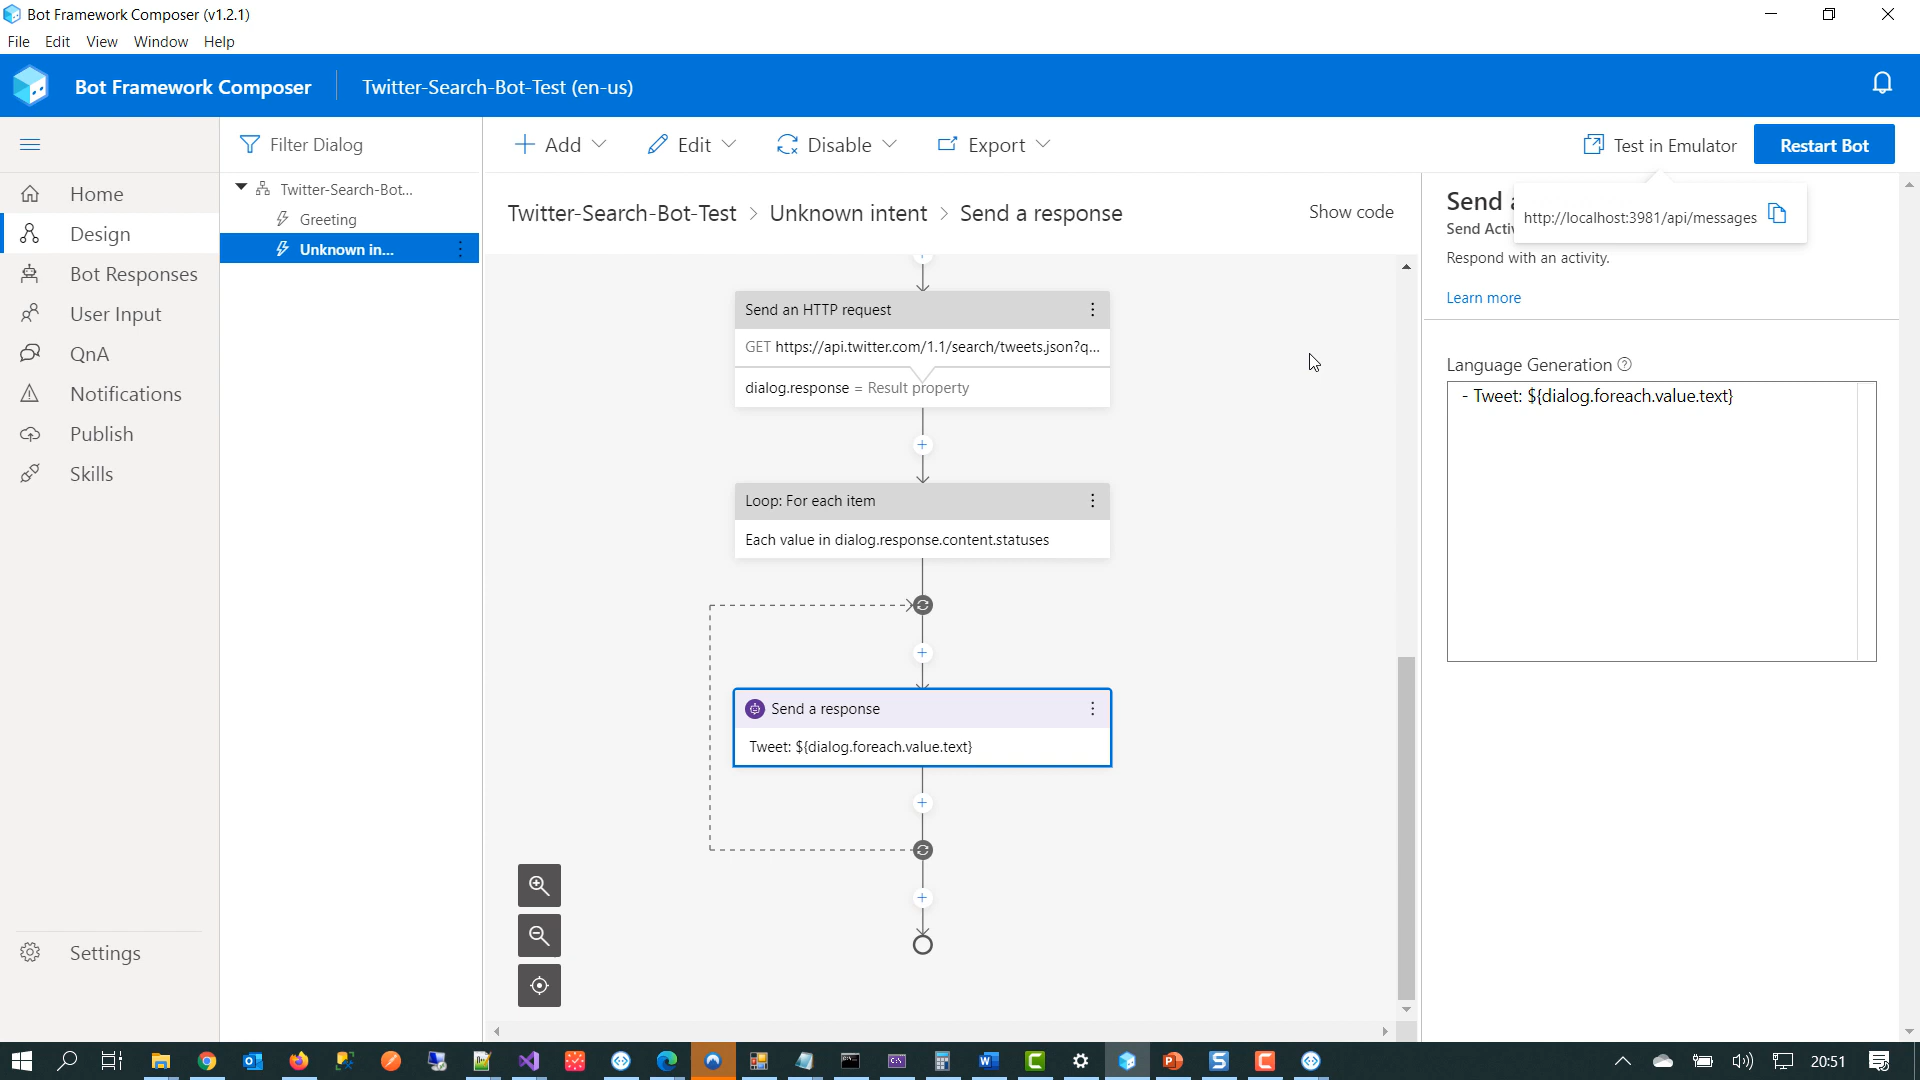 Bot Framework Composer (v1.2.1)
File Edit View Window Help
Bot Framework Composer Twitter-Search-Bot-Test (en-us)
Filter Dialog
Add Edit Disable Export
Test in Emulator Restart Bot
Home
Design
Bot Responses
User Input
QnA
Notifications
Publish
Skills
Settings
Twitter-Search-Bot...
Greeting
Unknown in...
Twitter-Search-Bot-Test > Unknown intent > Send a response
Show code
Send an HTTP request
GET https://api.twitter.com/1.1/search/tweets.json?q...
dialog.response = Result property
Loop: For each item
Each value in dialog.response.content.statuses
Send a response
Tweet: ${dialog.foreach.value.text}
Send
http://localhost:3981/api/messages
Send
Respond with an activity.
Learn more
Language Generation
- Tweet: ${dialog.foreach.value.text}
20:51